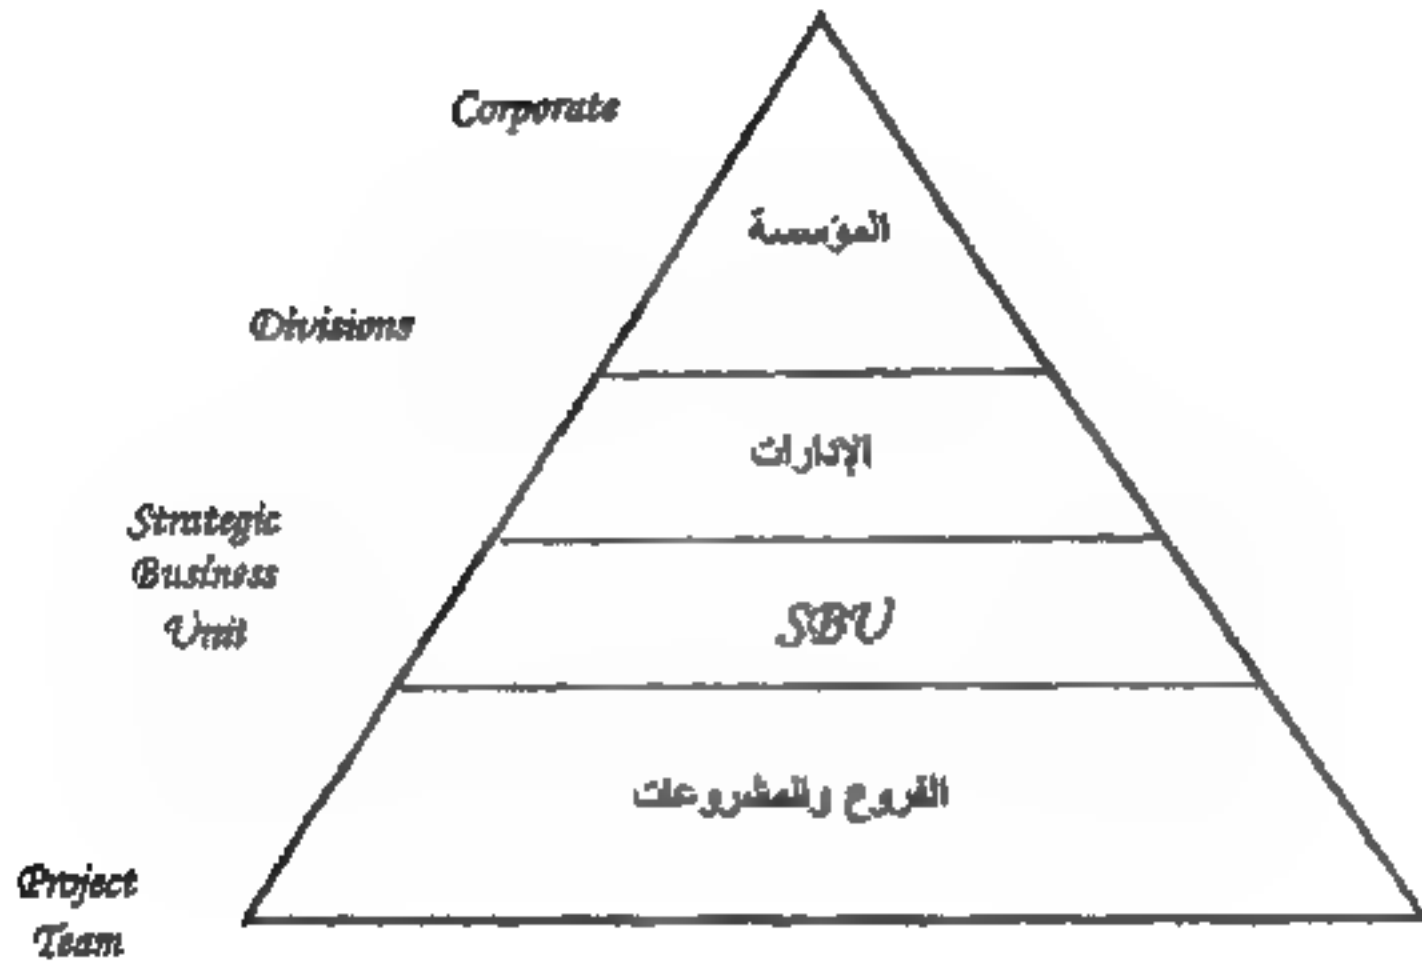 Corporate
المؤسسة
Divisions
الإدارات
Strategic
Business
Unit
SBU
الفروع والمشروعات
Project
Team